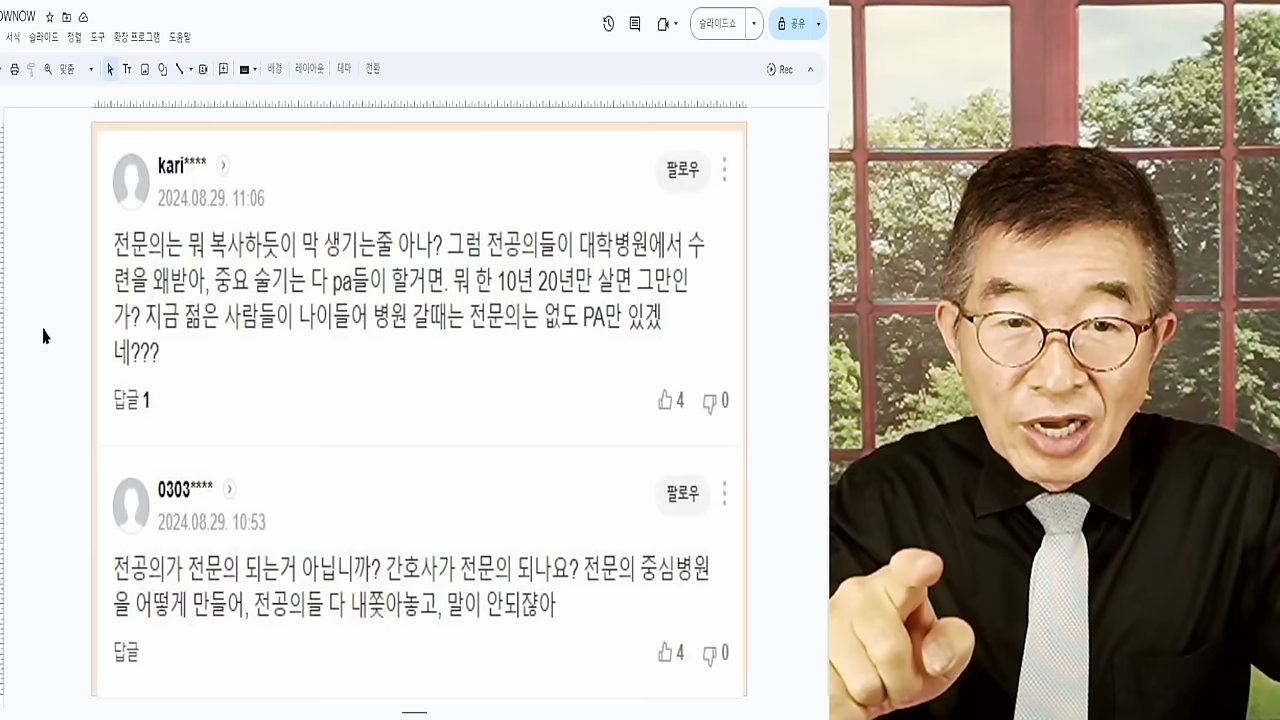 OWNOW
서식 슬라이드 정렬 도구 확장 프로그램 도움말
슬라이드쇼
공유
맞춤
배경 레이아웃 테마 전환
Rec
kari****
팔로우
2024.08.29. 11:06
전문의는 뭐 복사하듯이 막 생기는줄 아나? 그럼 전공의들이 대학병원에서 수
련을 왜받아, 중요 술기는 다 pa들이 할거면. 뭐 한 10년 20년만 살면 그만인
가? 지금 젊은 사람들이 나이들어 병원 갈때는 전문의는 없도 PA만 있겠
네???
답글 1
4 0
0303****
팔로우
2024.08.29. 10:53
전공의가 전문의 되는거 아닙니까? 간호사가 전문의 되나요? 전문의 중심병원
을 어떻게 만들어, 전공의들 다 내쫒아놓고, 말이 안되쟎아
답글
4 0